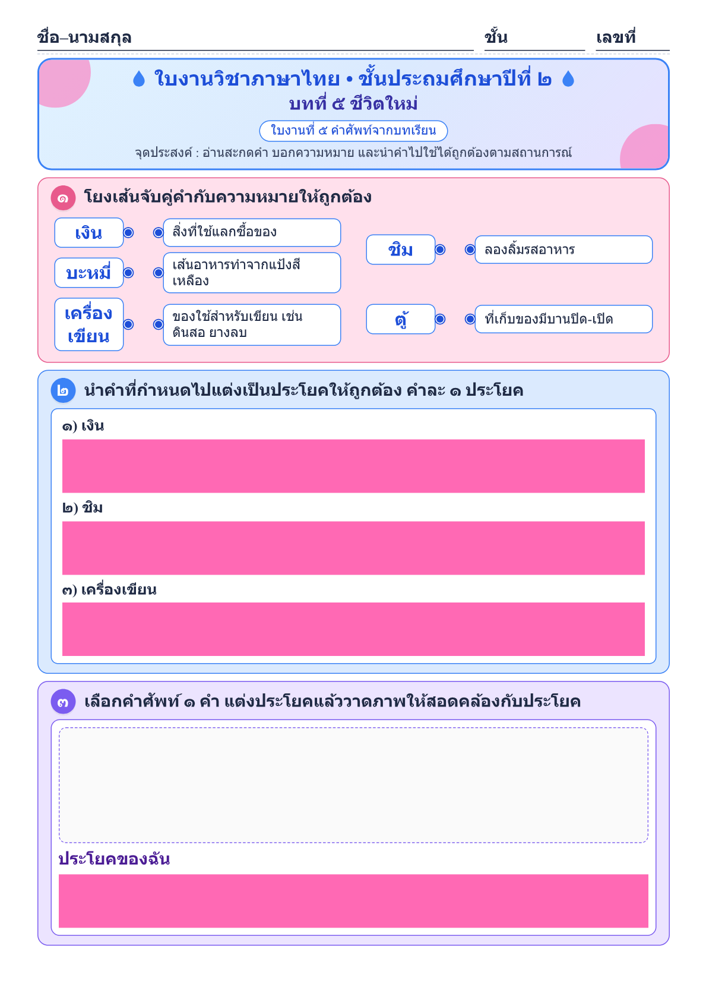 ชื่อ–นามสกุล ชั้น เลขที่
ใบงานวิชาภาษาไทย • ชั้นประถมศึกษาปีที่ ๒
บทที่ ๕ ชีวิตใหม่
ใบงานที่ ๕ คำศัพท์จากบทเรียน
จุดประสงค์ : อ่านสะกดคำ บอกความหมาย และนำคำไปใช้ได้ถูกต้องตามสถานการณ์
๑ โยงเส้นจับคู่คำกับความหมายให้ถูกต้อง
เงิน สิ่งที่ใช้แลกซื้อของ
บะหมี่ เส้นอาหารทำจากแป้งสี
เหลือง
เครื่อง
เขียน
ของใช้สำหรับเขียน เช่น
ดินสอ ยางลบ
ชิม ลองลิ้มรสอาหาร
ตู้ ที่เก็บของมีบานปิด-เปิด
๒ นำคำที่กำหนดไปแต่งเป็นประโยคให้ถูกต้อง คำละ ๑ ประโยค
๑) เงิน
๒) ชิม
๓) เครื่องเขียน
๓ เลือกคำศัพท์ ๑ คำ แต่งประโยคแล้ววาดภาพให้สอดคล้องกับประโยค
ประโยคของฉัน